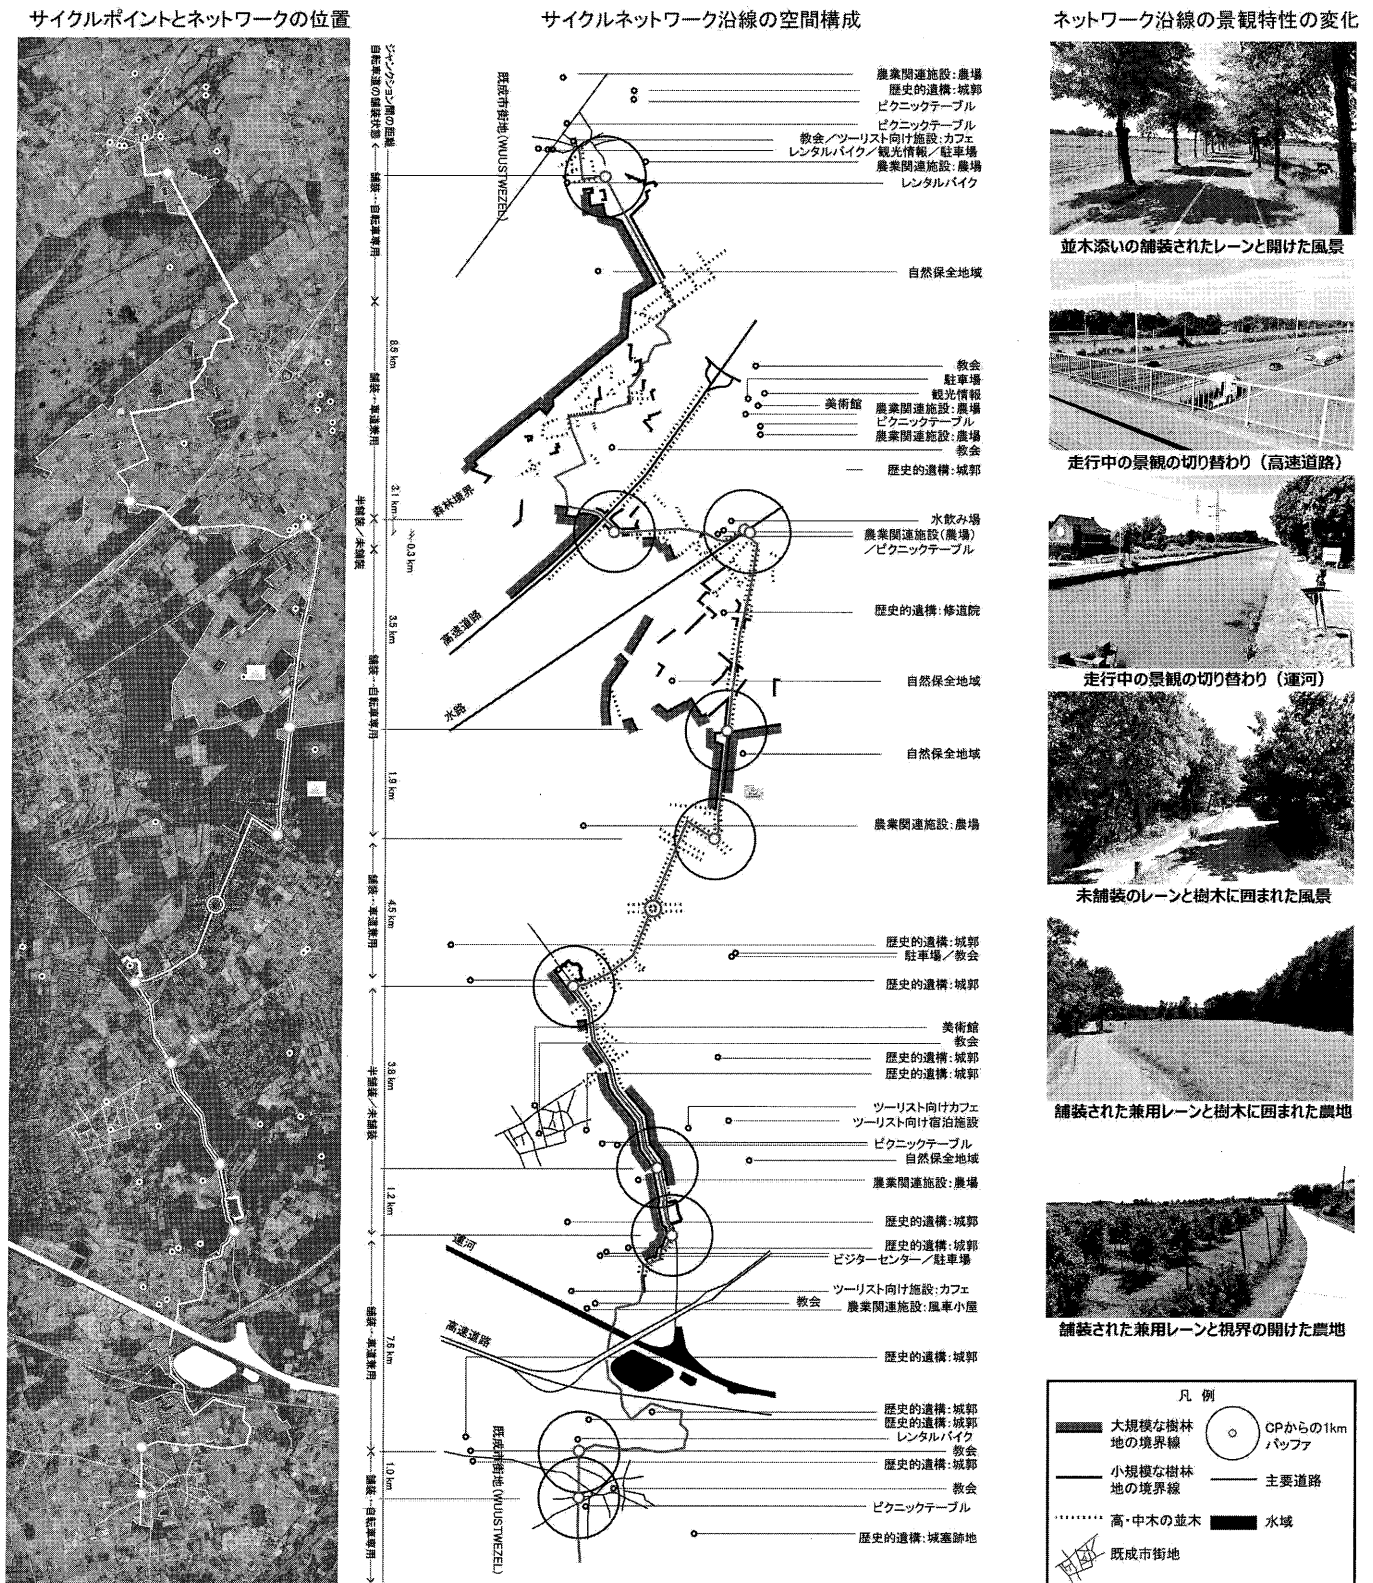 サイクルポイントとネットワークの位置
サイクルネットワーク沿線の空間構成
ネットワーク沿線の景観特性の変化
ジャンクション間の距離
自転車道の舗装状態
舗装…自転車専用
8.5 km
舗装…車道兼用
3.1 km
半舗装/未舗装
0.3 km
3.5 km
舗装…自転車専用
1.9 km
舗装…車道兼用
4.5 km
3.8 km
半舗装/未舗装
1.2 km
舗装…車道兼用
7.6 km
1.0 km
舗装…自転車専用
既成市街地(WUUSTWEZEL)
農業関連施設:農場
歴史的遺構:城郭
ピクニックテーブル
ピクニックテーブル
教会/ツーリスト向け施設:カフェ
レンタルバイク/観光情報/駐車場
農業関連施設:農場
レンタルバイク
自然保全地域
教会
駐車場
観光情報
美術館
農業関連施設:農場
ピクニックテーブル
農業関連施設:農場
教会
歴史的遺構:城郭
森林境界
水飲み場
農業関連施設(農場)
/ピクニックテーブル
高速道路
歴史的遺構:修道院
自然保全地域
水路
自然保全地域
農業関連施設:農場
歴史的遺構:城郭
駐車場/教会
歴史的遺構:城郭
美術館
教会
歴史的遺構:城郭
歴史的遺構:城郭
ツーリスト向けカフェ
ツーリスト向け宿泊施設
ピクニックテーブル
自然保全地域
農業関連施設:農場
歴史的遺構:城郭
運河
歴史的遺構:城郭
ビジターセンター/駐車場
ツーリスト向け施設:カフェ
教会
農業関連施設:風車小屋
高速道路
歴史的遺構:城郭
歴史的遺構:城郭
歴史的遺構:城郭
レンタルバイク
教会
歴史的遺構:城郭
既成市街地(WUUSTWEZEL)
教会
ピクニックテーブル
歴史的遺構:城塞跡地
並木添いの舗装されたレーンと開けた風景
走行中の景観の切り替わり(高速道路)
走行中の景観の切り替わり(運河)
未舗装のレーンと樹木に囲まれた風景
舗装された兼用レーンと樹木に囲まれた農地
舗装された兼用レーンと視界の開けた農地
凡 例
大規模な樹林
地の境界線
CPからの1km
バッファ
小規模な樹林
地の境界線
主要道路
高・中木の並木
水域
既成市街地